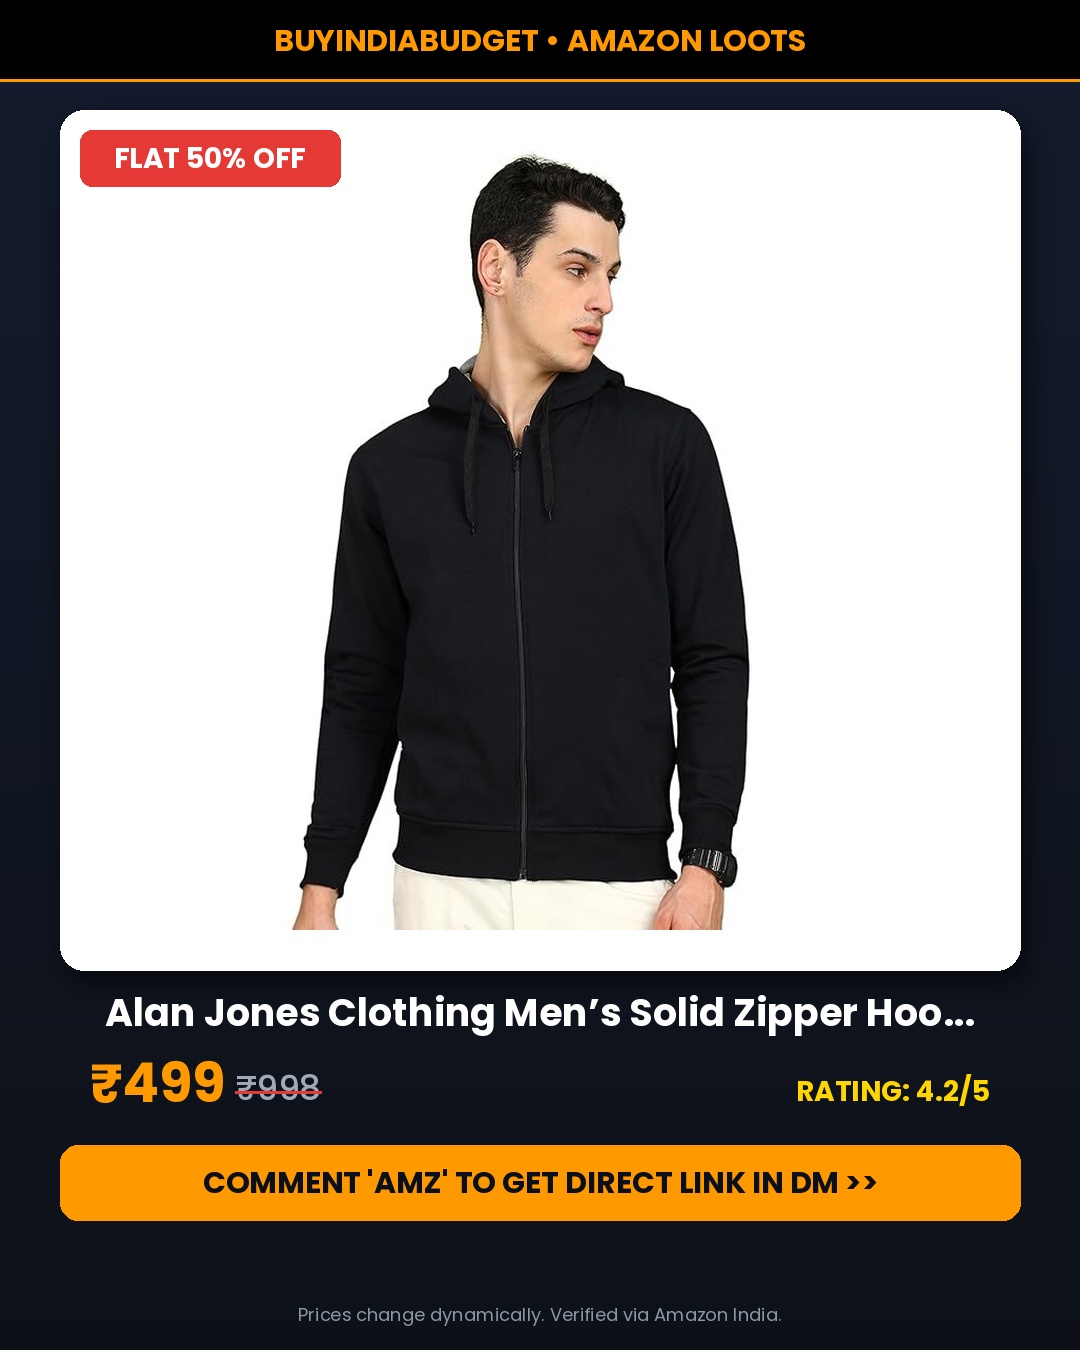 BUYINDIABUDGET • AMAZON LOOTS
FLAT 50% OFF
Alan Jones Clothing Men’s Solid Zipper Hoo...
₹499 ₹998
RATING: 4.2/5
COMMENT 'AMZ' TO GET DIRECT LINK IN DM >>
Prices change dynamically. Verified via Amazon India.